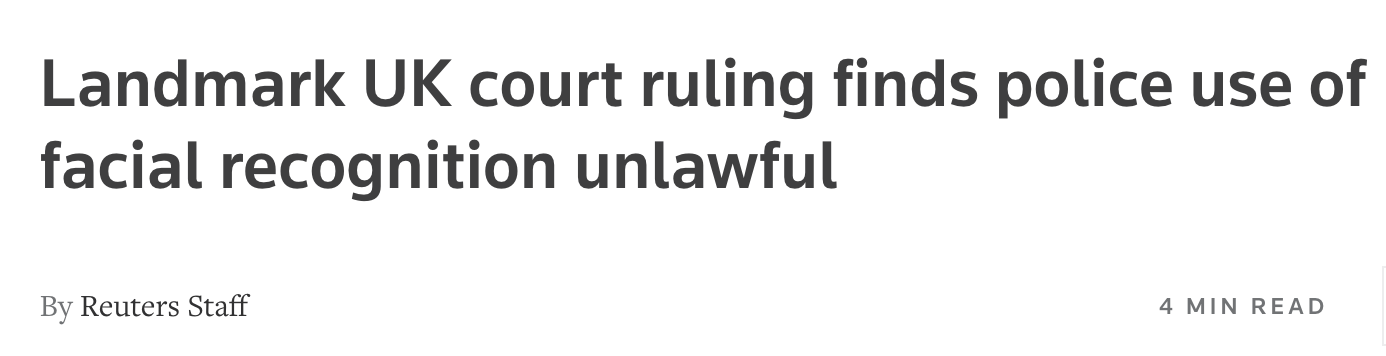 Landmark UK court ruling finds police use of
facial recognition unlawful
By Reuters Staff
4 MIN READ